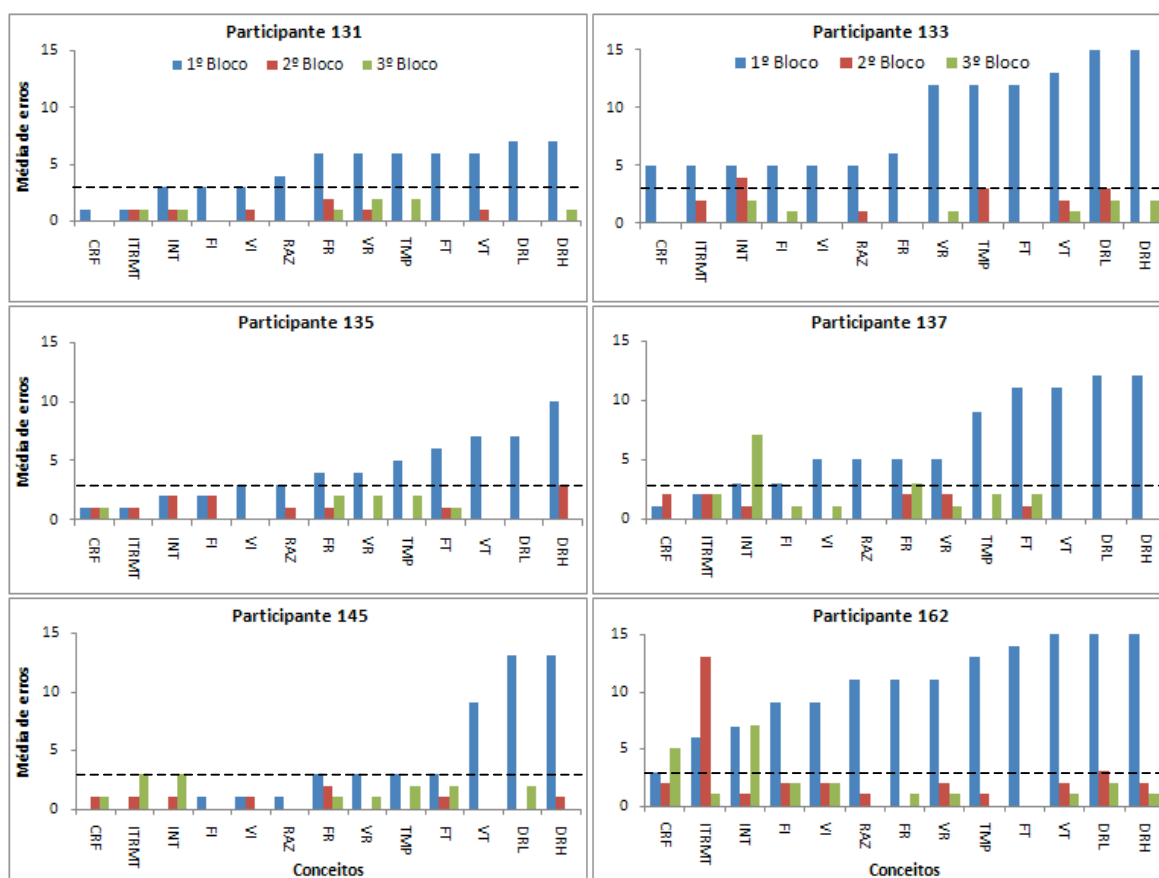 Participante 131
1º Bloco 2º Bloco 3º Bloco
Média de erros
15
10
5
0
CRF ITRMT INT FI VI RAZ FR VR TMP FT VT DRL DRH
Participante 133
1º Bloco 2º Bloco 3º Bloco
15
10
5
0
CRF ITRMT INT FI VI RAZ FR VR TMP FT VT DRL DRH
Participante 135
Média de erros
15
10
5
0
CRF ITRMT INT FI VI RAZ FR VR TMP FT VT DRL DRH
Participante 137
15
10
5
0
CRF ITRMT INT FI VI RAZ FR VR TMP FT VT DRL DRH
Participante 145
Média de erros
15
10
5
0
CRF ITRMT INT FI VI RAZ FR VR TMP FT VT DRL DRH
Conceitos
Participante 162
15
10
5
0
CRF ITRMT INT FI VI RAZ FR VR TMP FT VT DRL DRH
Conceitos